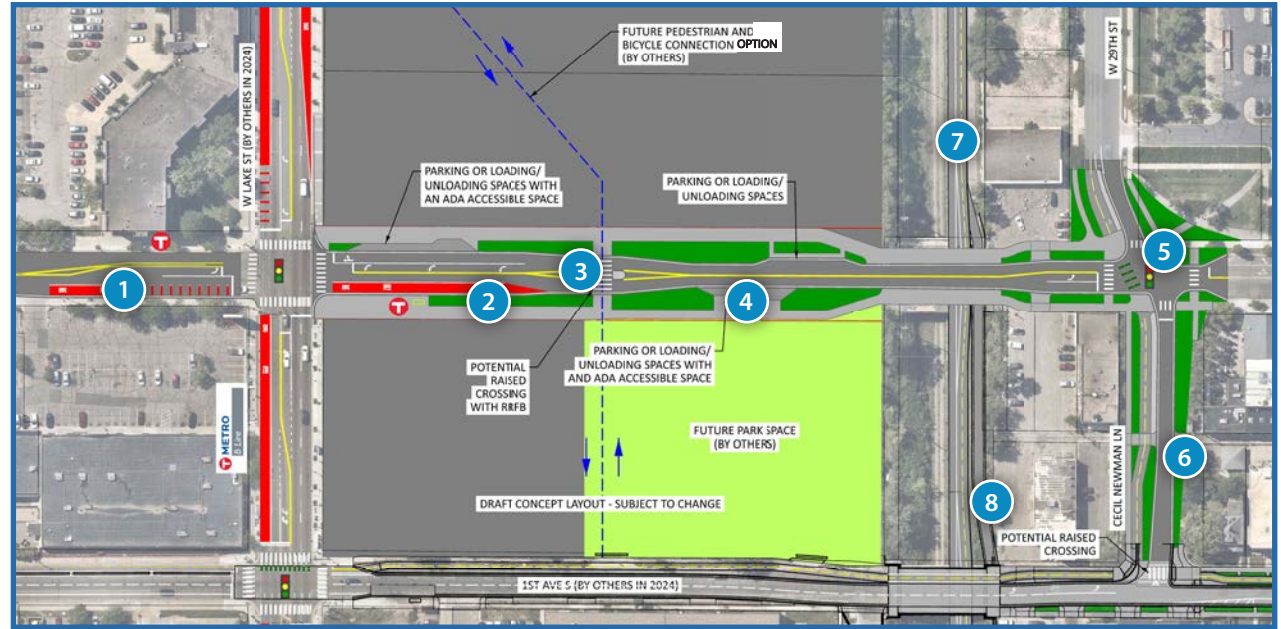 FUTURE PEDESTRIAN AND
BICYCLE CONNECTION OPTION
(BY OTHERS)
W LAKE ST (BY OTHERS IN 2024)
W 29TH ST
7
PARKING OR LOADING/
UNLOADING SPACES WITH
AN ADA ACCESSIBLE SPACE
PARKING OR LOADING/
UNLOADING SPACES
T
5
3
1
2
4
T
POTENTIAL
RAISED
CROSSING
WITH RRFB
PARKING OR LOADING/
UNLOADING SPACES WITH
AND ADA ACCESSIBLE SPACE
T METRO
B Line
FUTURE PARK SPACE
(BY OTHERS)
6
CECIL NEWMAN LN
8
DRAFT CONCEPT LAYOUT - SUBJECT TO CHANGE
POTENTIAL RAISED
CROSSING
1ST AVE S (BY OTHERS IN 2024)